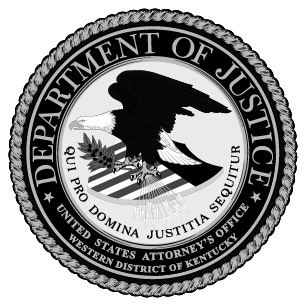 DEPARTMENT OF JUSTICE
QUI PRO DOMINA JUSTITIA SEQUITUR
UNITED STATES ATTORNEY'S OFFICE
WESTERN DISTRICT OF KENTUCKY